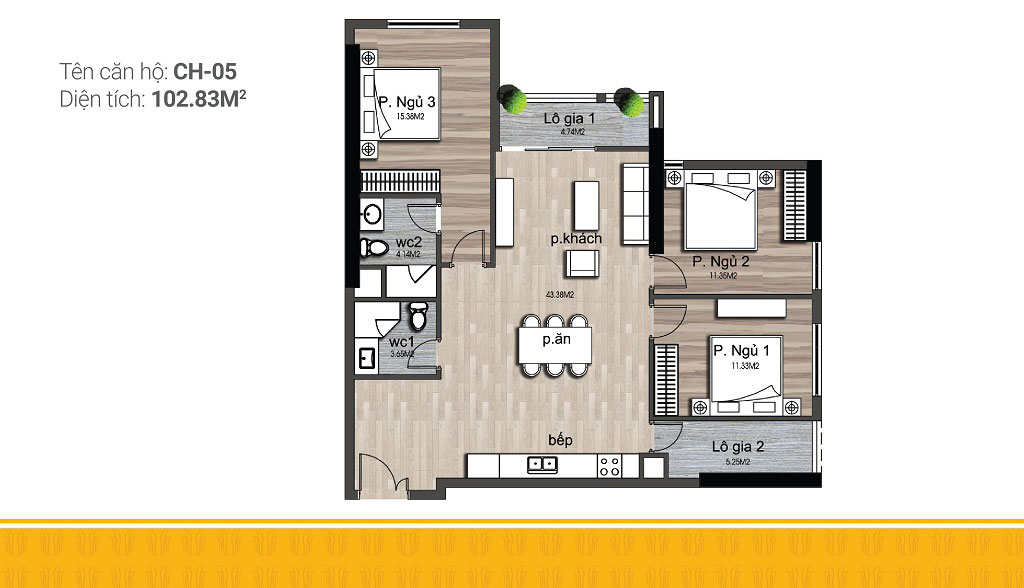 Tên căn hộ: CH-05
Diện tích: 102.83M²
P. Ngủ 3
15.38M2
Lô gia 1
4.74M2
wc2
4.14M2
p.khách
P. Ngủ 2
11.35M2
43.38M2
wc1
3.65M2
p.ăn
P. Ngủ 1
11.33M2
bếp
Lô gia 2
5.25M2